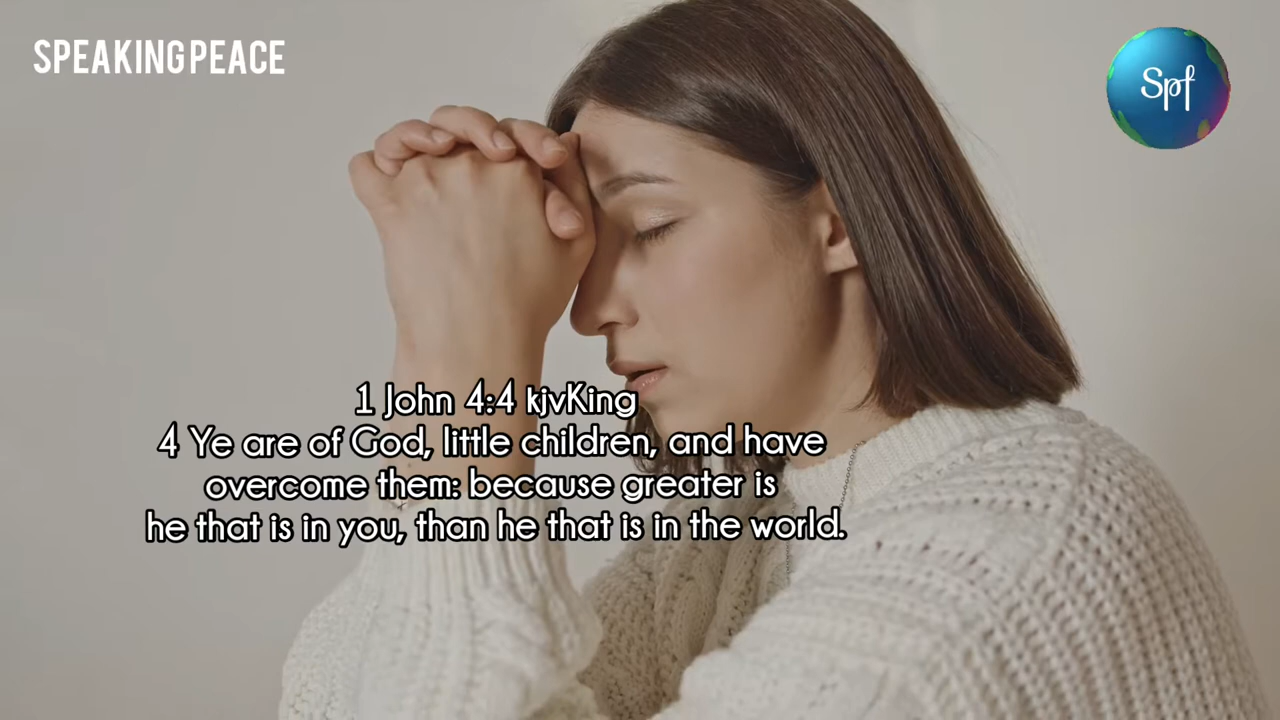 SPEAKINGPEACE
Spf
1 John 4:4 kjvKing
4 Ye are of God, little children, and have
overcome them: because greater is
he that is in you, than he that is in the world.